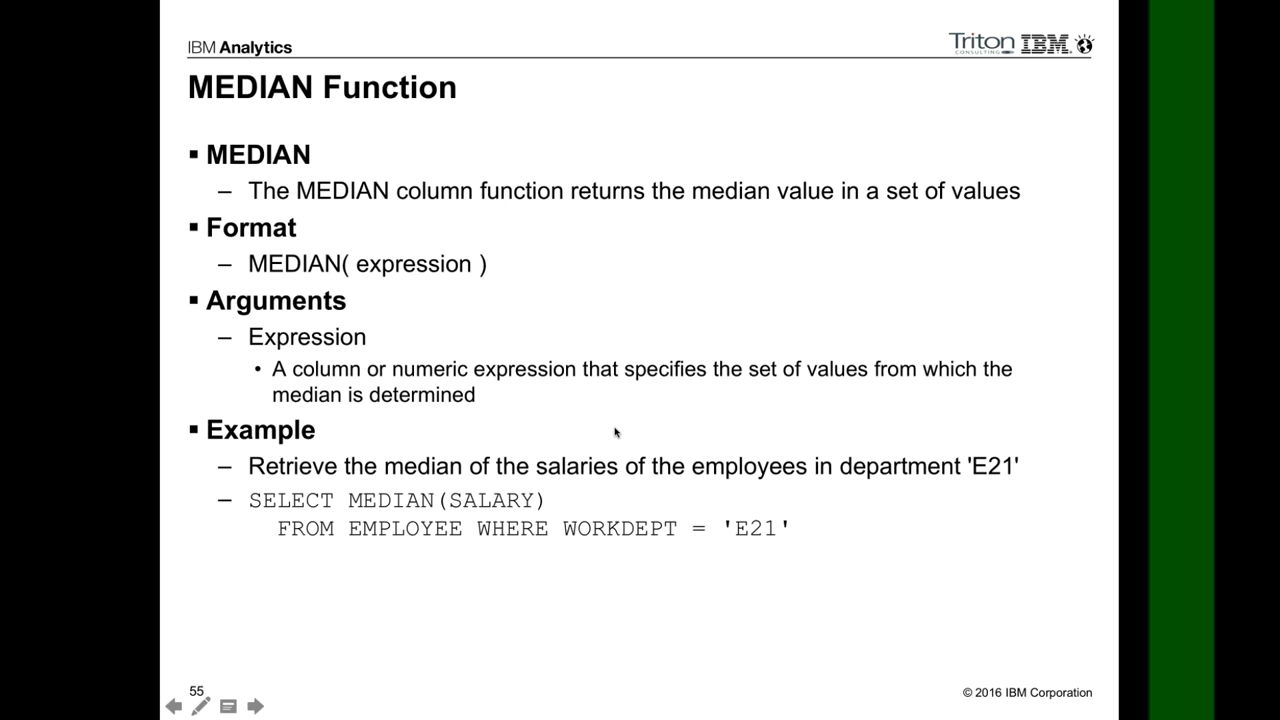 IBM Analytics
Triton IBM
CONSULTING
MEDIAN Function
▪ MEDIAN
– The MEDIAN column function returns the median value in a set of values
▪ Format
– MEDIAN( expression )
▪ Arguments
– Expression
• A column or numeric expression that specifies the set of values from which the
median is determined
▪ Example
– Retrieve the median of the salaries of the employees in department 'E21'
– SELECT MEDIAN(SALARY)
FROM EMPLOYEE WHERE WORKDEPT = 'E21'
55
© 2016 IBM Corporation